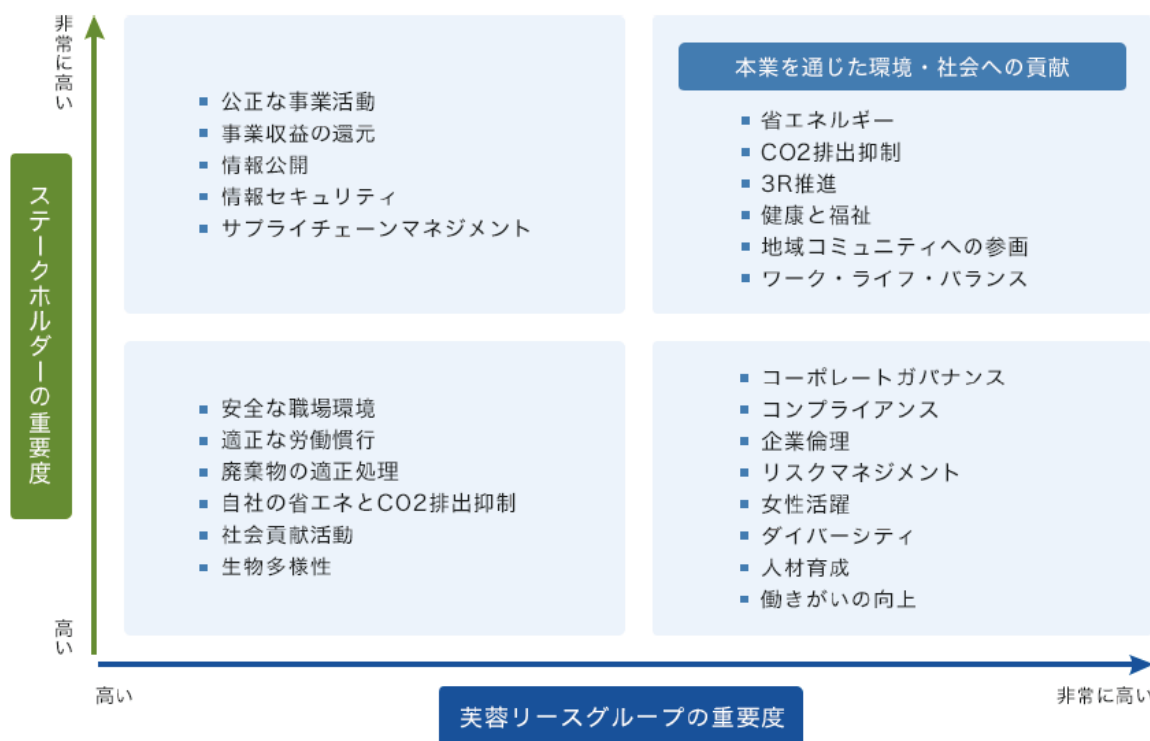 非常に高い
公正な事業活動
事業収益の還元
情報公開
情報セキュリティ
サプライチェーンマネジメント
本業を通じた環境・社会への貢献
省エネルギー
CO2排出抑制
3R推進
健康と福祉
地域コミュニティへの参画
ワーク・ライフ・バランス
ステークホルダーの重要度
安全な職場環境
適正な労働慣行
廃棄物の適正処理
自社の省エネとCO2排出抑制
社会貢献活動
生物多様性
コーポレートガバナンス
コンプライアンス
企業倫理
リスクマネジメント
女性活躍
ダイバーシティ
人材育成
働きがいの向上
高い
高い
芙蓉リースグループの重要度
非常に高い